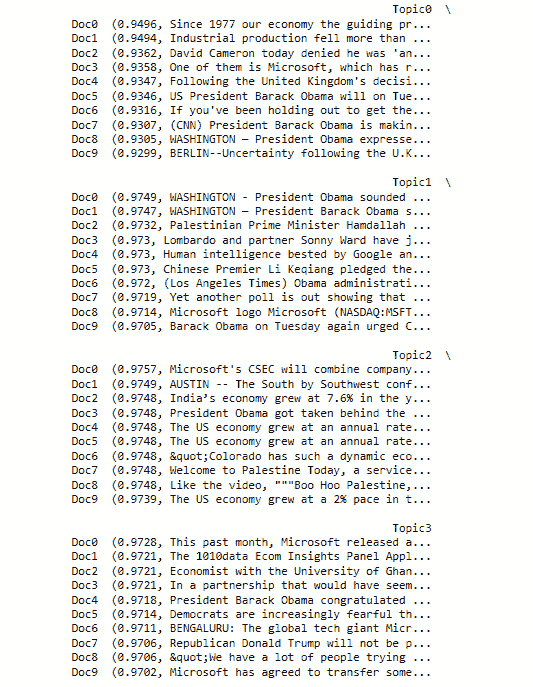 Topic0 \
Doc0 (0.9496, Since 1977 our economy the guiding pr...
Doc1 (0.9494, Industrial production fell more than ...
Doc2 (0.9362, David Cameron today denied he was 'an...
Doc3 (0.9358, One of them is Microsoft, which has r...
Doc4 (0.9347, Following the United Kingdom's decisi...
Doc5 (0.9346, US President Barack Obama will on Tue...
Doc6 (0.9316, If you've been holding out to get the...
Doc7 (0.9307, (CNN) President Barack Obama is makin...
Doc8 (0.9305, WASHINGTON — President Obama expresse...
Doc9 (0.9299, BERLIN--Uncertainty following the U.K...
Topic1 \
Doc0 (0.9749, WASHINGTON - President Obama sounded ...
Doc1 (0.9747, WASHINGTON — President Barack Obama s...
Doc2 (0.9732, Palestinian Prime Minister Hamdallah ...
Doc3 (0.973, Lombardo and partner Sonny Ward have j...
Doc4 (0.973, Human intelligence bested by Google an...
Doc5 (0.973, Chinese Premier Li Keqiang pledged the...
Doc6 (0.972, (Los Angeles Times) Obama administrati...
Doc7 (0.9719, Yet another poll is out showing that ...
Doc8 (0.9714, Microsoft logo Microsoft (NASDAQ:MSFT...
Doc9 (0.9705, Barack Obama on Tuesday again urged C...
Topic2 \
Doc0 (0.9757, Microsoft's CSEC will combine company...
Doc1 (0.9749, AUSTIN -- The South by Southwest conf...
Doc2 (0.9748, India’s economy grew at 7.6% in the y...
Doc3 (0.9748, President Obama got taken behind the ...
Doc4 (0.9748, The US economy grew at an annual rate...
Doc5 (0.9748, The US economy grew at an annual rate...
Doc6 (0.9748, &quot;Colorado has such a dynamic eco...
Doc7 (0.9748, Welcome to Palestine Today, a service...
Doc8 (0.9748, Like the video, """Boo Hoo Palestine,...
Doc9 (0.9739, The US economy grew at a 2% pace in t...
Topic3
Doc0 (0.9728, This past month, Microsoft released a...
Doc1 (0.9721, The 1010data Ecom Insights Panel Appl...
Doc2 (0.9721, Economist with the University of Ghan...
Doc3 (0.9721, In a partnership that would have seem...
Doc4 (0.9718, President Barack Obama congratulated ...
Doc5 (0.9714, Democrats are increasingly fearful th...
Doc6 (0.9711, BENGALURU: The global tech giant Micr...
Doc7 (0.9706, Republican Donald Trump will not be p...
Doc8 (0.9706, &quot;We have a lot of people trying ...
Doc9 (0.9702, Microsoft has agreed to transfer some...